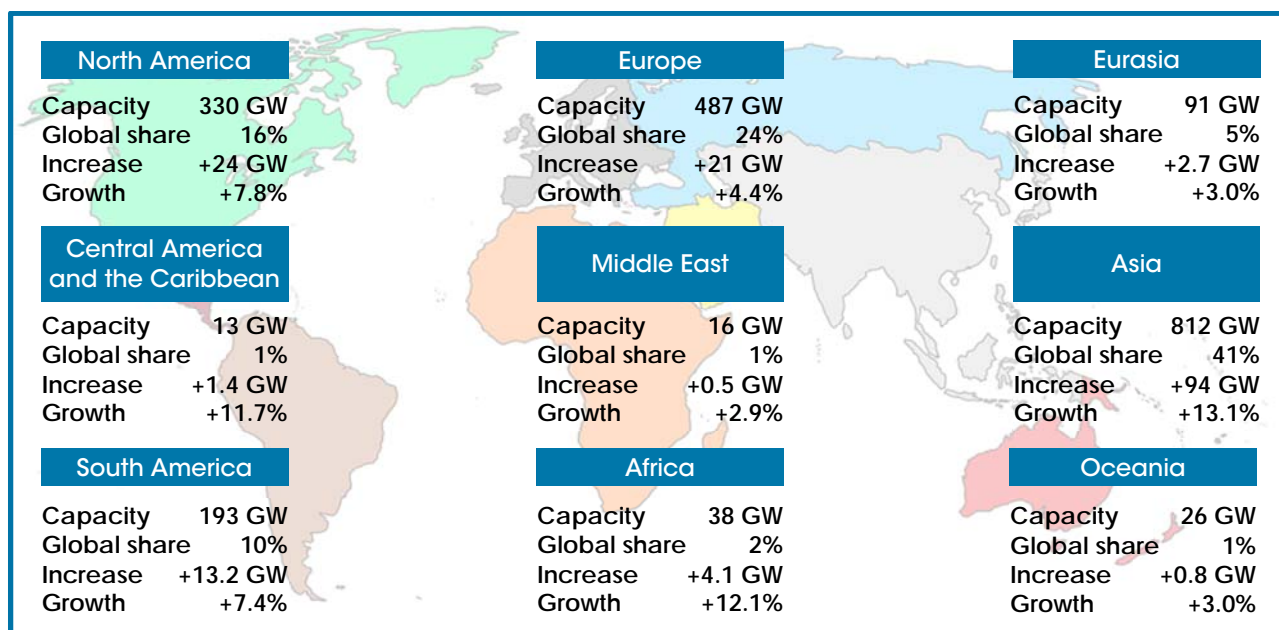 North America
Capacity 330 GW
Global share 16%
Increase +24 GW
Growth +7.8%
Europe
Capacity 487 GW
Global share 24%
Increase +21 GW
Growth +4.4%
Eurasia
Capacity 91 GW
Global share 5%
Increase +2.7 GW
Growth +3.0%
Central America
and the Caribbean
Capacity 13 GW
Global share 1%
Increase +1.4 GW
Growth +11.7%
Middle East
Capacity 16 GW
Global share 1%
Increase +0.5 GW
Growth +2.9%
Asia
Capacity 812 GW
Global share 41%
Increase +94 GW
Growth +13.1%
South America
Capacity 193 GW
Global share 10%
Increase +13.2 GW
Growth +7.4%
Africa
Capacity 38 GW
Global share 2%
Increase +4.1 GW
Growth +12.1%
Oceania
Capacity 26 GW
Global share 1%
Increase +0.8 GW
Growth +3.0%